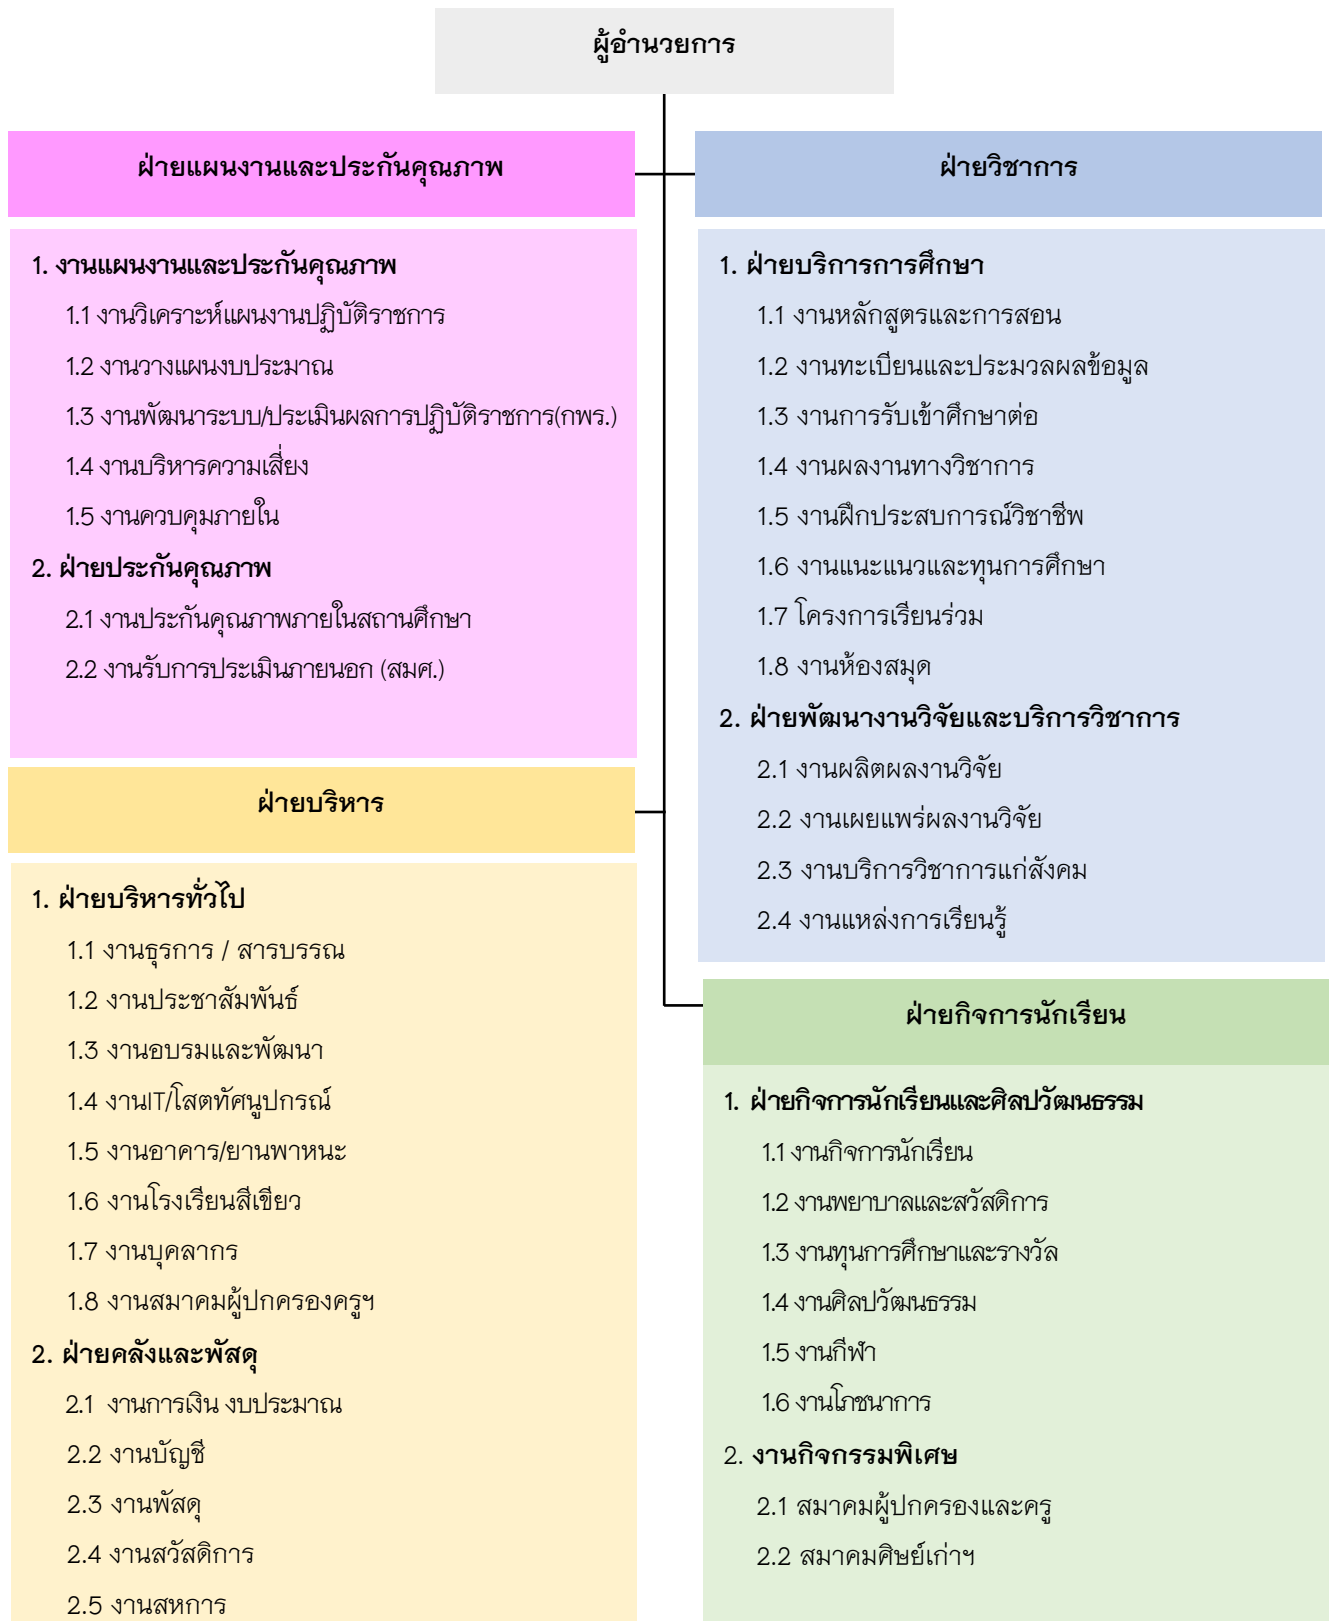 ผู้อำนวยการ
ฝ่ายแผนงานและประกันคุณภาพ
1. งานแผนงานและประกันคุณภาพ
1.1 งานวิเคราะห์แผนงานปฏิบัติราชการ
1.2 งานวางแผนงบประมาณ
1.3 งานพัฒนาระบบ/ประเมินผลการปฏิบัติราชการ(กพร.)
1.4 งานบริหารความเสี่ยง
1.5 งานควบคุมภายใน
2. ฝ่ายประกันคุณภาพ
2.1 งานประกันคุณภาพภายในสถานศึกษา
2.2 งานรับการประเมินภายนอก (สมศ.)
ฝ่ายวิชาการ
1. ฝ่ายบริการการศึกษา
1.1 งานหลักสูตรและการสอน
1.2 งานทะเบียนและประมวลผลข้อมูล
1.3 งานการรับเข้าศึกษาต่อ
1.4 งานผลงานทางวิชาการ
1.5 งานฝึกประสบการณ์วิชาชีพ
1.6 งานแนะแนวและทุนการศึกษา
1.7 โครงการเรียนร่วม
1.8 งานห้องสมุด
2. ฝ่ายพัฒนางานวิจัยและบริการวิชาการ
2.1 งานผลิตผลงานวิจัย
2.2 งานเผยแพร่ผลงานวิจัย
2.3 งานบริการวิชาการแก่สังคม
2.4 งานแหล่งการเรียนรู้
ฝ่ายบริหาร
1. ฝ่ายบริหารทั่วไป
1.1 งานธุรการ / สารบรรณ
1.2 งานประชาสัมพันธ์
1.3 งานอบรมและพัฒนา
1.4 งานIT/โสตทัศนูปกรณ์
1.5 งานอาคาร/ยานพาหนะ
1.6 งานโรงเรียนสีเขียว
1.7 งานบุคลากร
1.8 งานสมาคมผู้ปกครองครูฯ
2. ฝ่ายคลังและพัสดุ
2.1 งานการเงิน งบประมาณ
2.2 งานบัญชี
2.3 งานพัสดุ
2.4 งานสวัสดิการ
2.5 งานสหการ
ฝ่ายกิจการนักเรียน
1. ฝ่ายกิจการนักเรียนและศิลปวัฒนธรรม
1.1 งานกิจการนักเรียน
1.2 งานพยาบาลและสวัสดิการ
1.3 งานทุนการศึกษาและรางวัล
1.4 งานศิลปวัฒนธรรม
1.5 งานกีฬา
1.6 งานโภชนาการ
2. งานกิจกรรมพิเศษ
2.1 สมาคมผู้ปกครองและครู
2.2 สมาคมศิษย์เก่าฯ